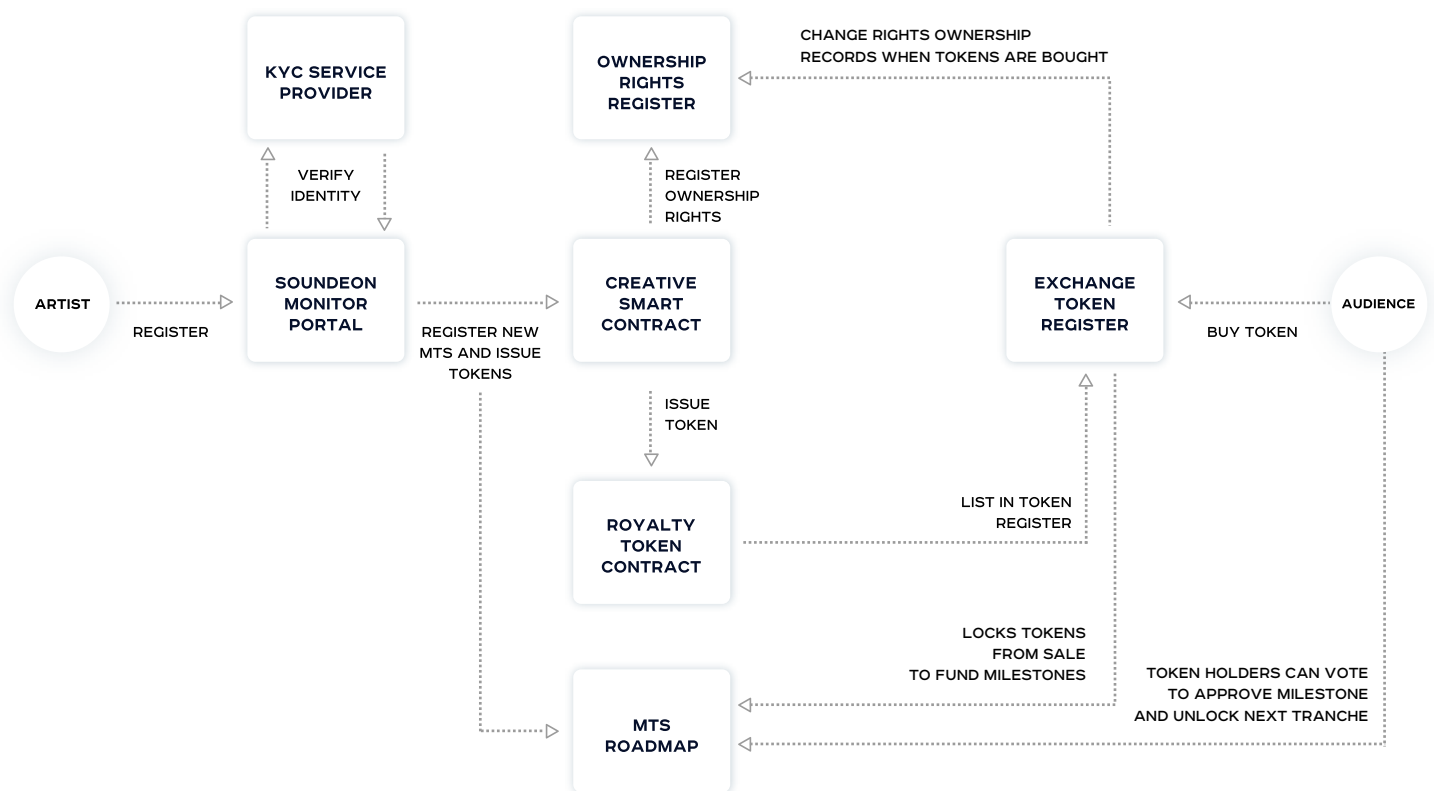 KYC SERVICE
PROVIDER
OWNERSHIP
RIGHTS
REGISTER
CHANGE RIGHTS OWNERSHIP
RECORDS WHEN TOKENS ARE BOUGHT
VERIFY
IDENTITY
REGISTER
OWNERSHIP
RIGHTS
ARTIST
REGISTER
SOUNDEON
MONITOR
PORTAL
REGISTER NEW
MTS AND ISSUE
TOKENS
CREATIVE
SMART
CONTRACT
EXCHANGE
TOKEN
REGISTER
BUY TOKEN
AUDIENCE
ISSUE
TOKEN
ROYALTY
TOKEN
CONTRACT
LIST IN TOKEN
REGISTER
LOCKS TOKENS
FROM SALE
TO FUND MILESTONES
TOKEN HOLDERS CAN VOTE
TO APPROVE MILESTONE
AND UNLOCK NEXT TRANCHE
MTS
ROADMAP